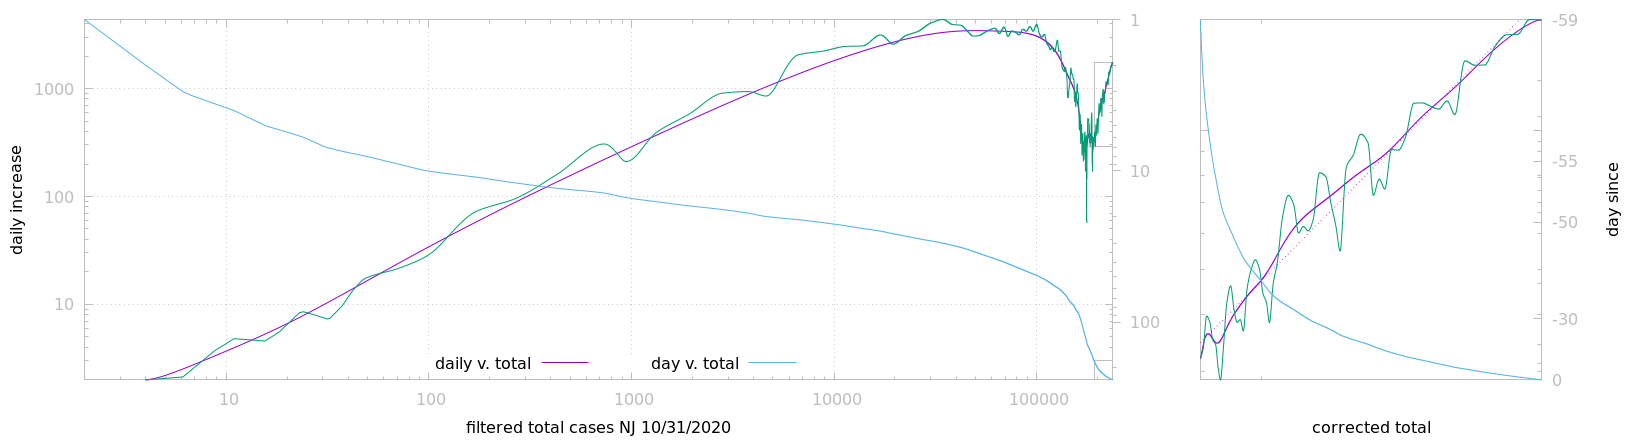 daily increase
1000
100
10
daily v. total
day v. total
10
100
1000
10000
100000
filtered total cases NJ 10/31/2020
1
10
100
-59
-55
-50
-30
0
day since
corrected total